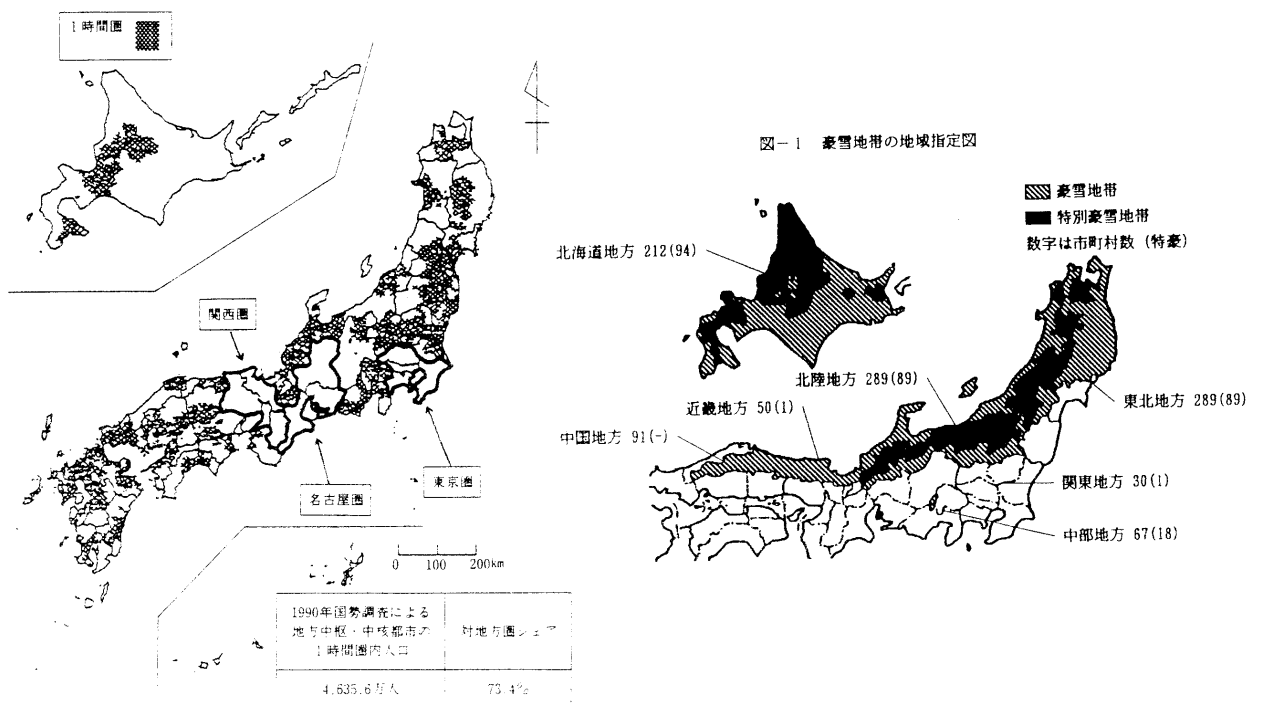 1時間圏
関西圏
名古屋圏
東京圏
0 100 200km
1990年国勢調査による
地方中枢・中核都市の
1時間圏内人口
対地方圏シェア
4,635.6万人
73.4%
図-1 豪雪地帯の地域指定図
豪雪地帯
特別豪雪地帯
数字は市町村数(特豪)
北海道地方 212(94)
北陸地方 289(89)
近畿地方 50(1)
中国地方 91(-)
東北地方 289(89)
関東地方 30(1)
中部地方 67(18)